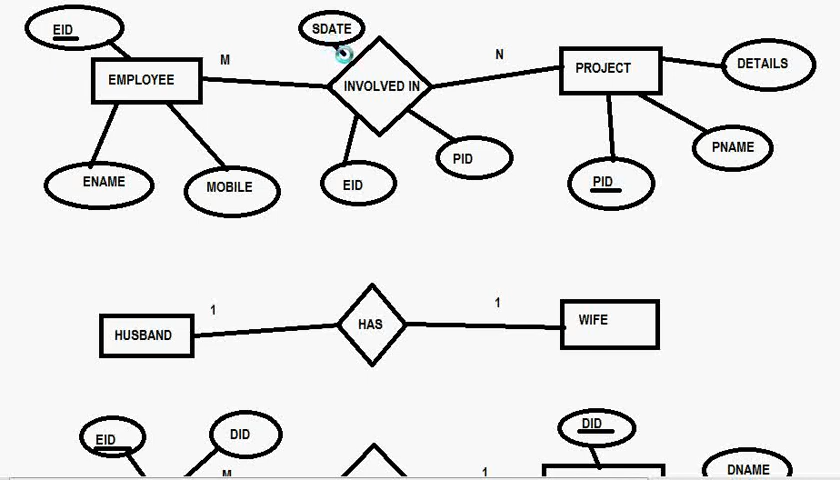 EID
SDATE
EMPLOYEE
M
INVOLVED IN
N
PROJECT
DETAILS
ENAME
MOBILE
EID
PID
PID
PNAME
HUSBAND
1
HAS
1
WIFE
EID
DID
M
1
DID
DNAME